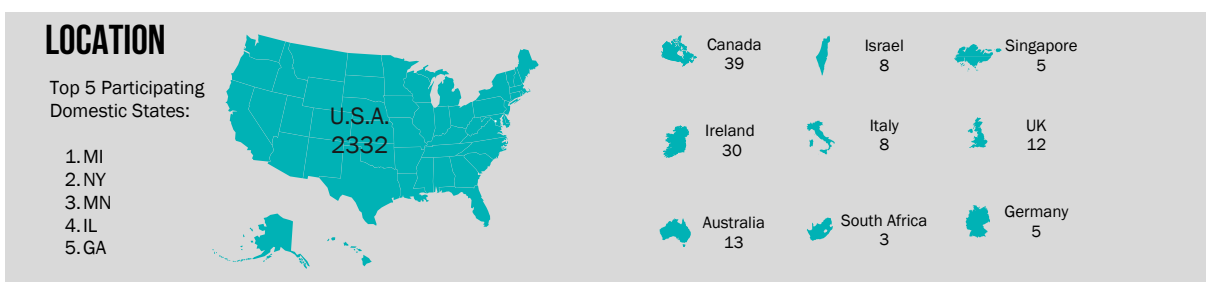 LOCATION
Top 5 Participating
Domestic States:
1. MI
2. NY
3. MN
4. IL
5. GA
U.S.A.
2332
Canada
39
Israel
8
Singapore
5
Ireland
30
Italy
8
UK
12
Australia
13
South Africa
3
Germany
5